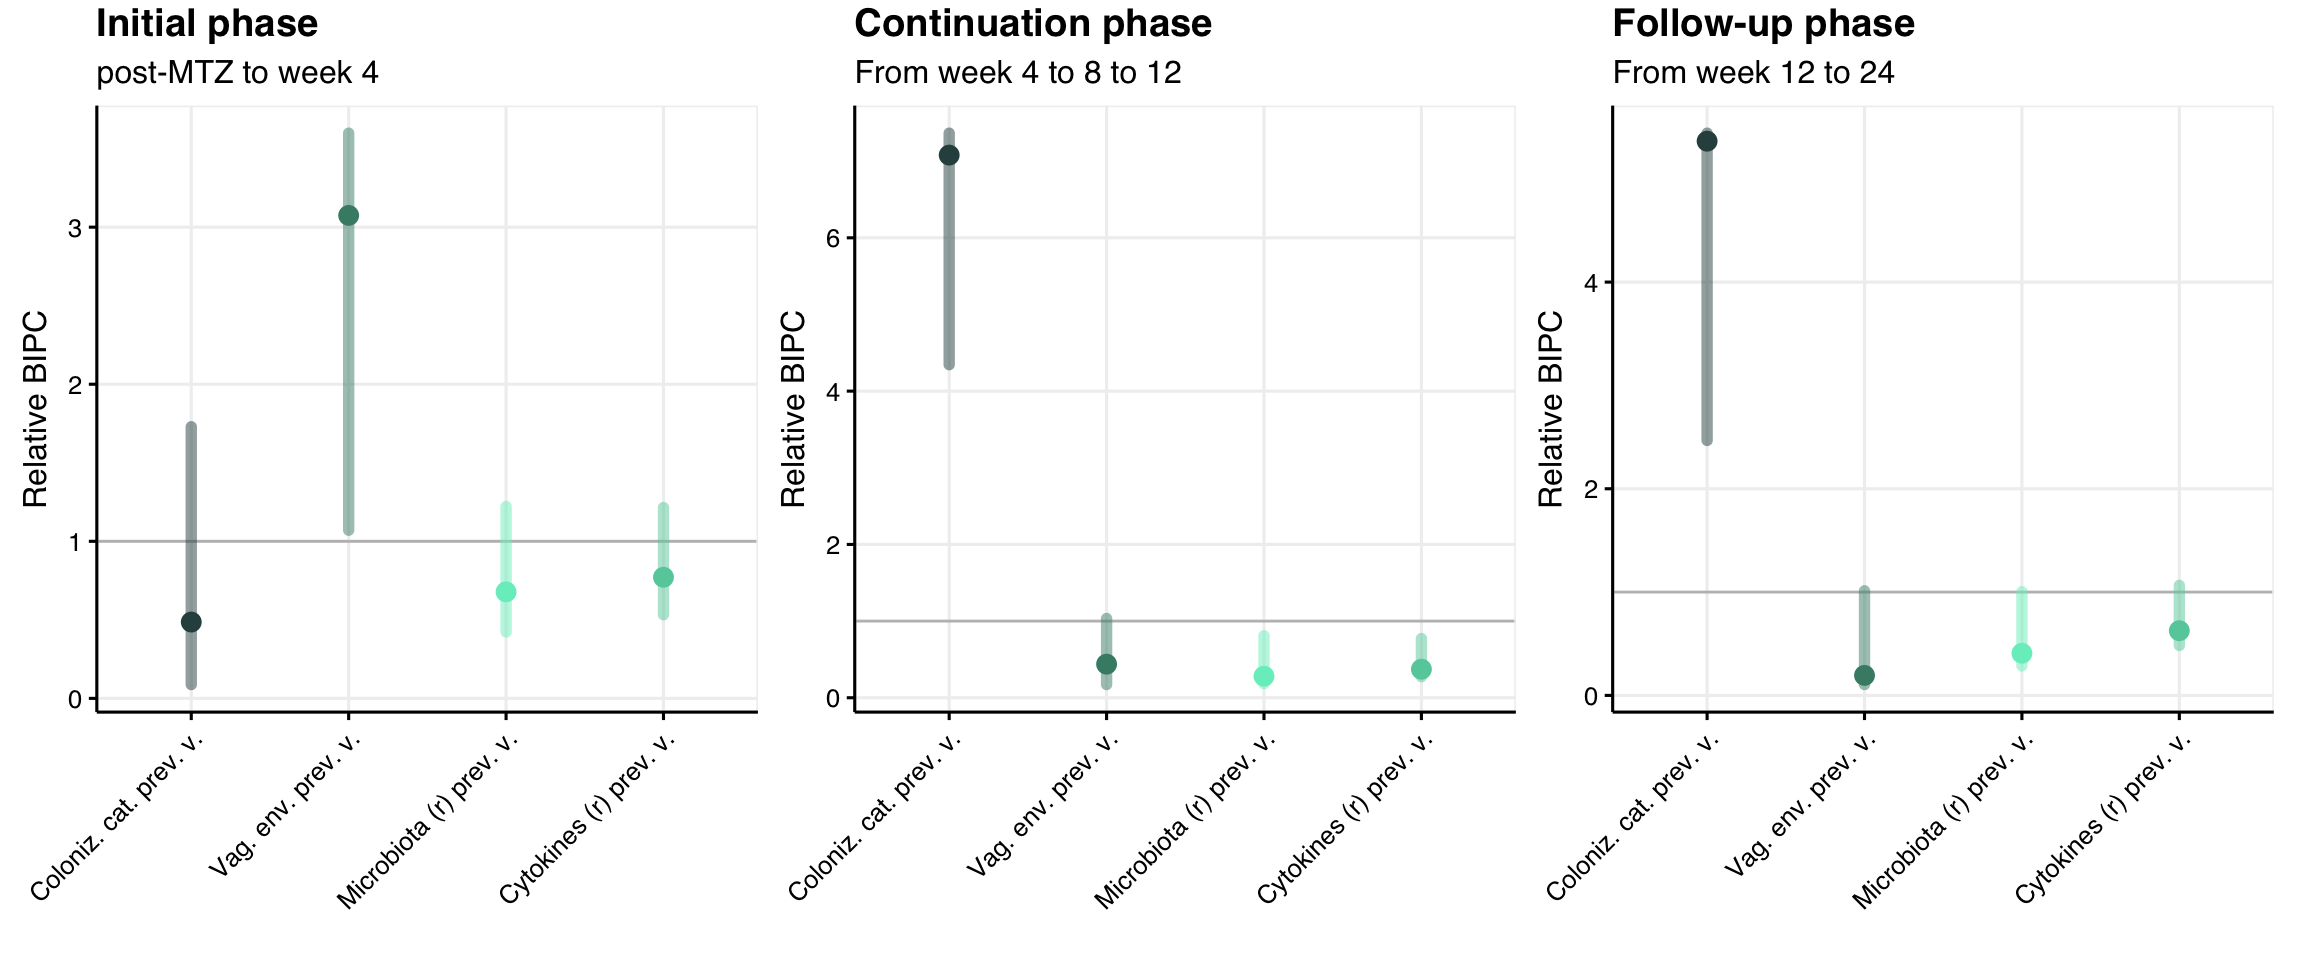 Initial phase
post-MTZ to week 4
Relative BIPC
3
2
1
0
Coloniz. cat. prev. v.
Vag. env. prev. v.
Microbiota (r) prev. v.
Cytokines (r) prev. v.
Continuation phase
From week 4 to 8 to 12
Relative BIPC
6
4
2
0
Coloniz. cat. prev. v.
Vag. env. prev. v.
Microbiota (r) prev. v.
Cytokines (r) prev. v.
Follow-up phase
From week 12 to 24
Relative BIPC
4
2
0
Coloniz. cat. prev. v.
Vag. env. prev. v.
Microbiota (r) prev. v.
Cytokines (r) prev. v.